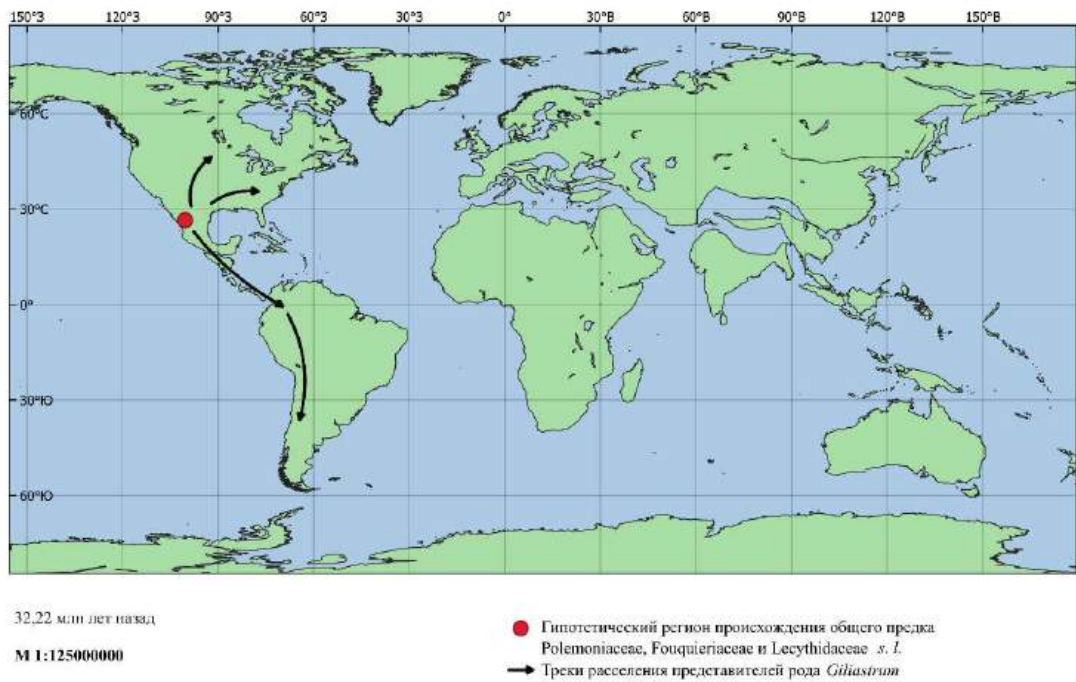 150°З 120°З 90°З 60°З 30°З 0° 30°В 60°В 90°В 120°В 150°В
60°С
30°С
0°
30°Ю
60°Ю
32,22 млн лет назад
М 1:125000000
Гипотетический регион происхождения общего предка
Polemoniaceae, Fouquieriaceae и Lecythidaceae s. l.
Треки расселения представителей рода Giliastrum